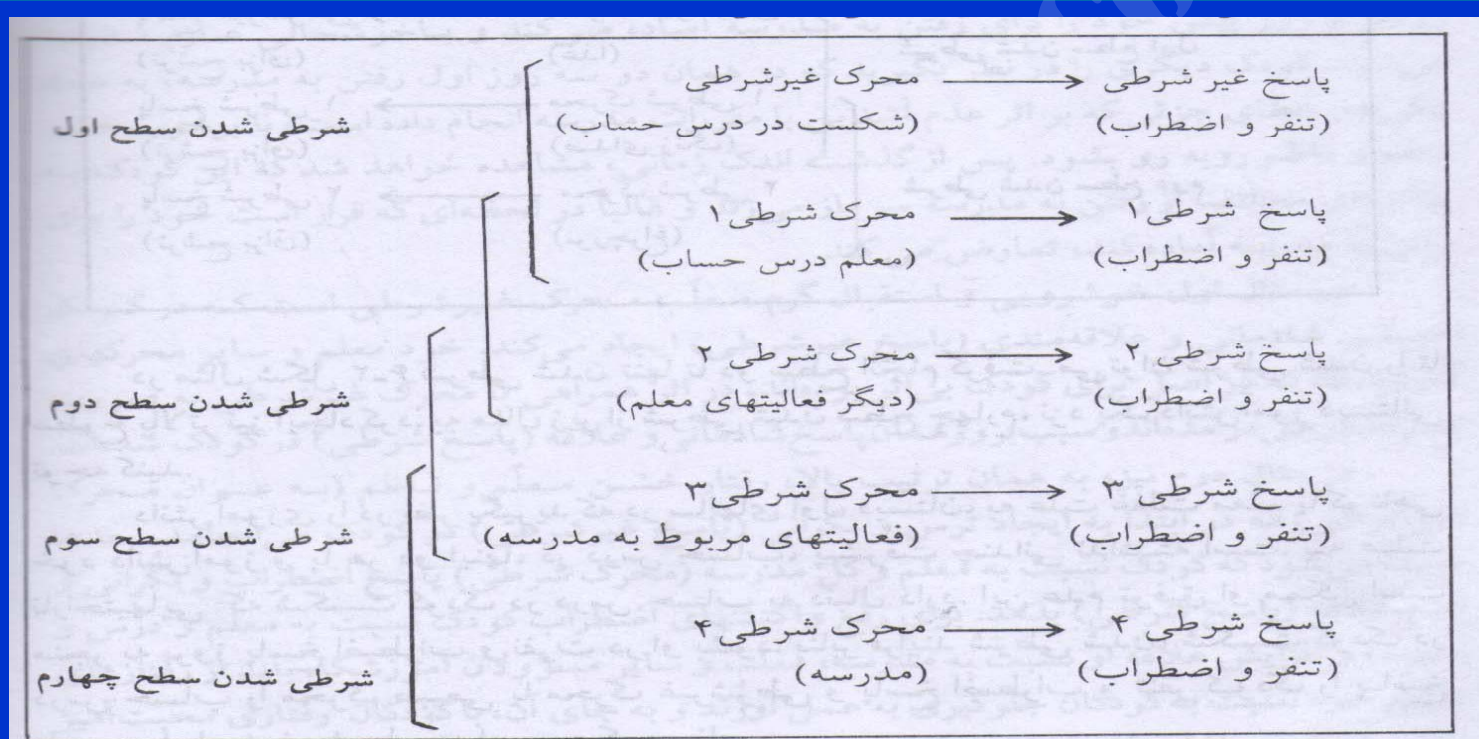 پاسخ غیر شرطی ← محرک غیرشرطی
(تنفر و اضطراب) (شکست در درس حساب)
شرطی شدن سطح اول
پاسخ شرطی ۱ ← محرک شرطی ۱
(تنفر و اضطراب) (معلم درس حساب)
پاسخ شرطی ۲ ← محرک شرطی ۲
(تنفر و اضطراب) (دیگر فعالیتهای معلم)
شرطی شدن سطح دوم
پاسخ شرطی ۳ ← محرک شرطی ۳
(تنفر و اضطراب) (فعالیتهای مربوط به مدرسه)
شرطی شدن سطح سوم
پاسخ شرطی ۴ ← محرک شرطی ۴
(تنفر و اضطراب) (مدرسه)
شرطی شدن سطح چهارم